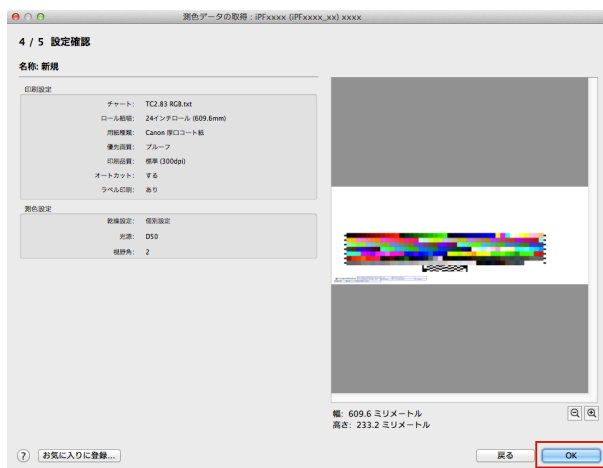 測色データの取得：iPFxxxx (iPFxxxx_xx) xxxx
4 / 5 設定確認
名称: 新規
印刷設定
チャート: TC2.83 RGB.txt
ロール紙幅: 24インチロール (609.6mm)
用紙種類: Canon 厚口コート紙
優先画質: プルーフ
印刷品質: 標準 (300dpi)
オートカット: する
ラベル印刷: あり
測色設定
乾燥設定: 個別設定
光源: D50
視野角: 2
幅: 609.6 ミリメートル
高さ: 233.2 ミリメートル
? お気に入りに登録... 戻る OK